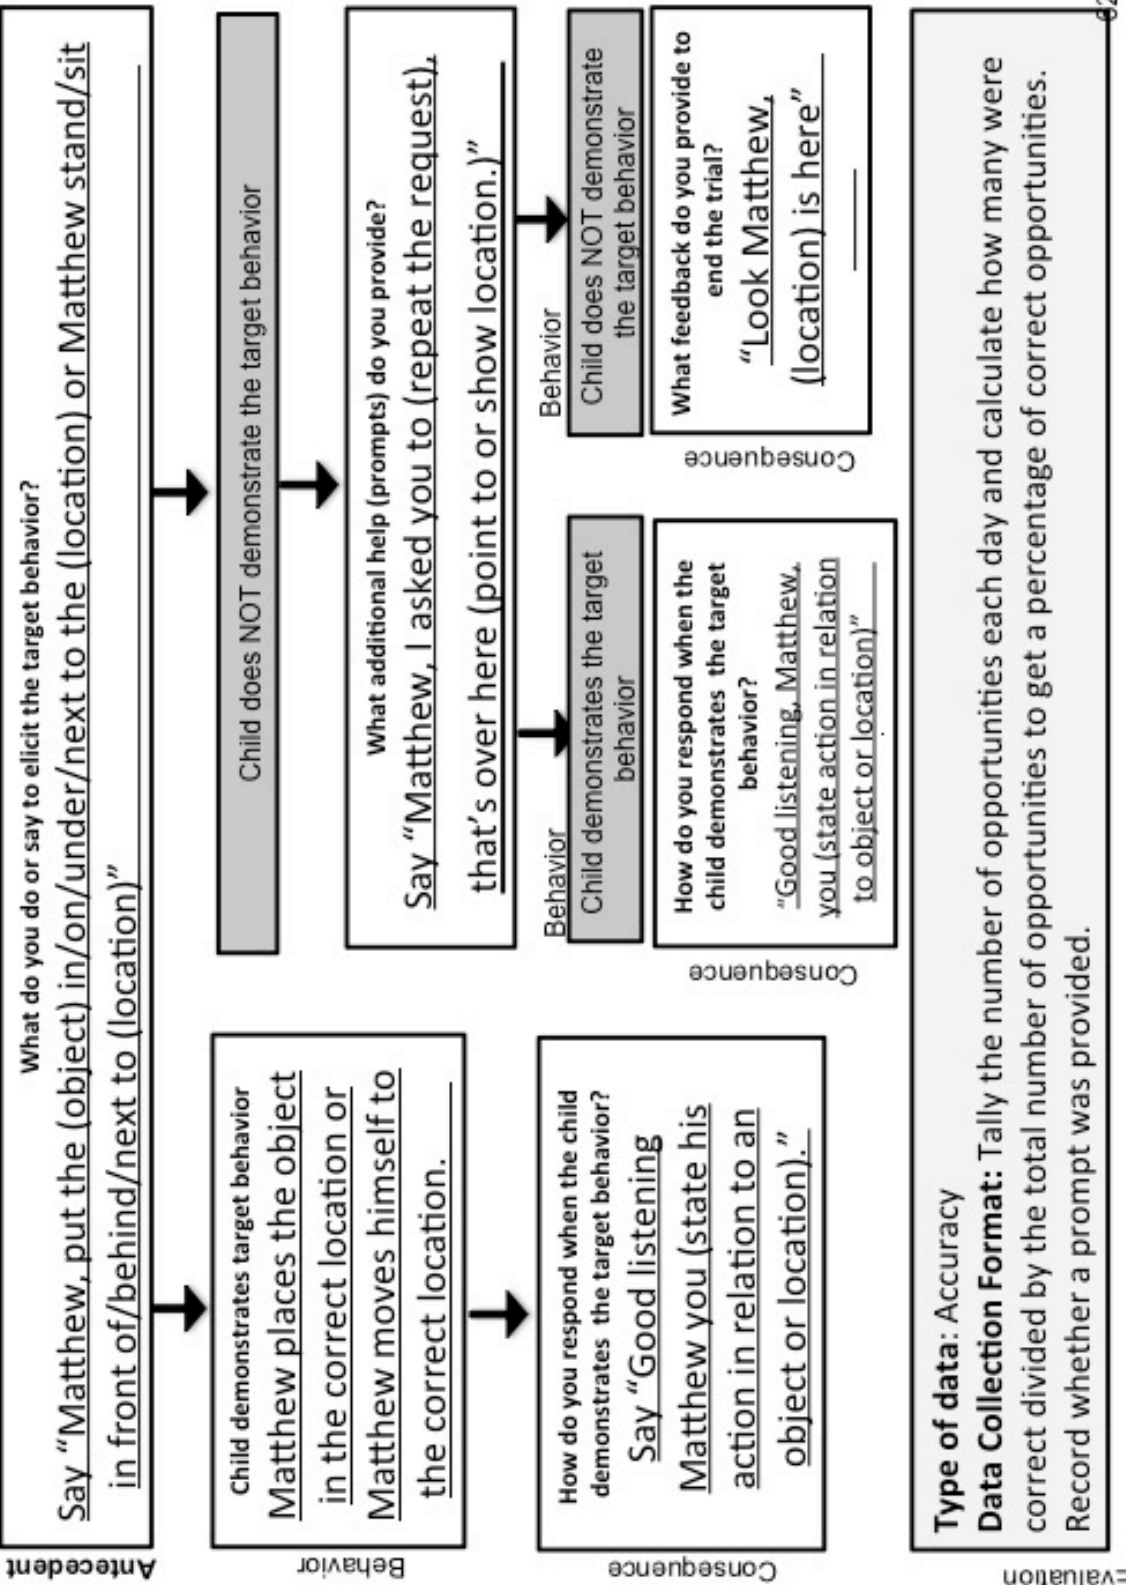 Antecedent
What do you do or say to elicit the target behavior?
Say “Matthew, put the (object) in/on/under/next to the (location) or Matthew stand/sit
in front of/behind/next to (location)”
Behavior
Child demonstrates target behavior
Matthew places the object
in the correct location or
Matthew moves himself to
the correct location.
Consequence
How do you respond when the child
demonstrates the target behavior?
Say “Good listening
Matthew you (state his
action in relation to an
object or location).”
Child does NOT demonstrate the target behavior
What additional help (prompts) do you provide?
Say “Matthew, I asked you to (repeat the request),
that’s over here (point to or show location.)”
Behavior
Child demonstrates the target
behavior
Consequence
How do you respond when the
child demonstrates the target
behavior?
“Good listening, Matthew,
you (state action in relation
to object or location)”
Behavior
Child does NOT demonstrate
the target behavior
Consequence
What feedback do you provide to
end the trial?
“Look Matthew,
(location) is here”
Evaluation
Type of data: Accuracy
Data Collection Format: Tally the number of opportunities each day and calculate how many were
correct divided by the total number of opportunities to get a percentage of correct opportunities.
Record whether a prompt was provided.